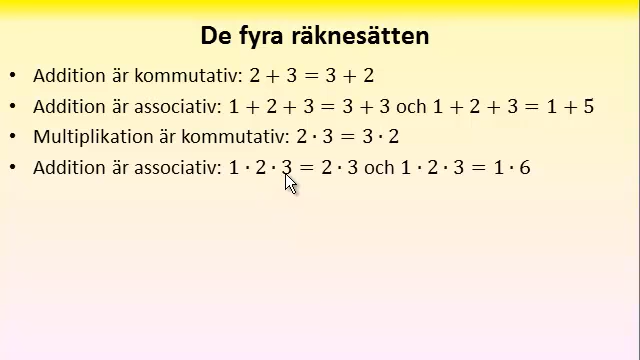 De fyra räknesätten
• Addition är kommutativ: 2 + 3 = 3 + 2
• Addition är associativ: 1 + 2 + 3 = 3 + 3 och 1 + 2 + 3 = 1 + 5
• Multiplikation är kommutativ: 2 · 3 = 3 · 2
• Addition är associativ: 1 · 2 · 3 = 2 · 3 och 1 · 2 · 3 = 1 · 6